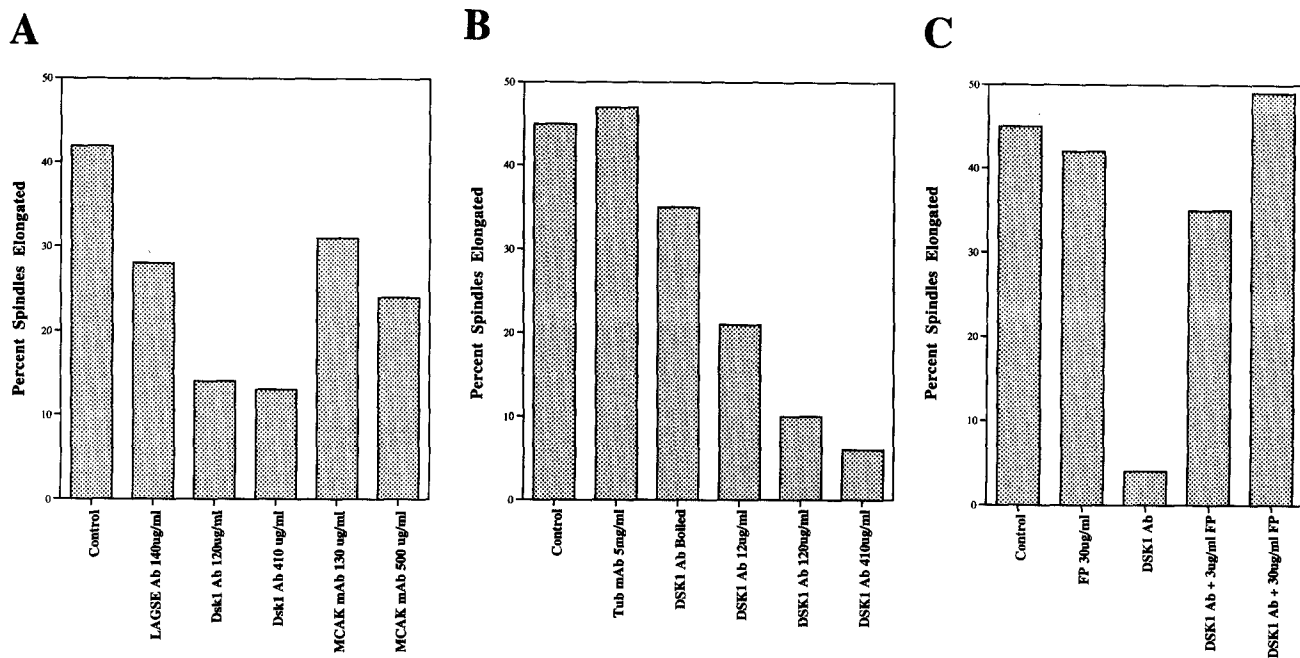 A
50
40
30
20
10
0
Percent Spindles Elongated
Control
LAGSE Ab 140ug/ml
Dsk1 Ab 120ug/ml
Dsk1 Ab 410 ug/ml
MCAK mAb 130 ug/ml
MCAK mAb 500 ug/ml
B
50
40
30
20
10
0
Percent Spindles Elongated
Control
Tub mAb 5mg/ml
DSK1 Ab Boiled
DSK1 Ab 12ug/ml
DSK1 Ab 120ug/ml
DSK1 Ab 410ug/ml
C
50
40
30
20
10
0
Percent Spindles Elongated
Control
FP 30ug/ml
DSK1 Ab
DSK1 Ab + 3ug/ml FP
DSK1 Ab + 30ug/ml FP